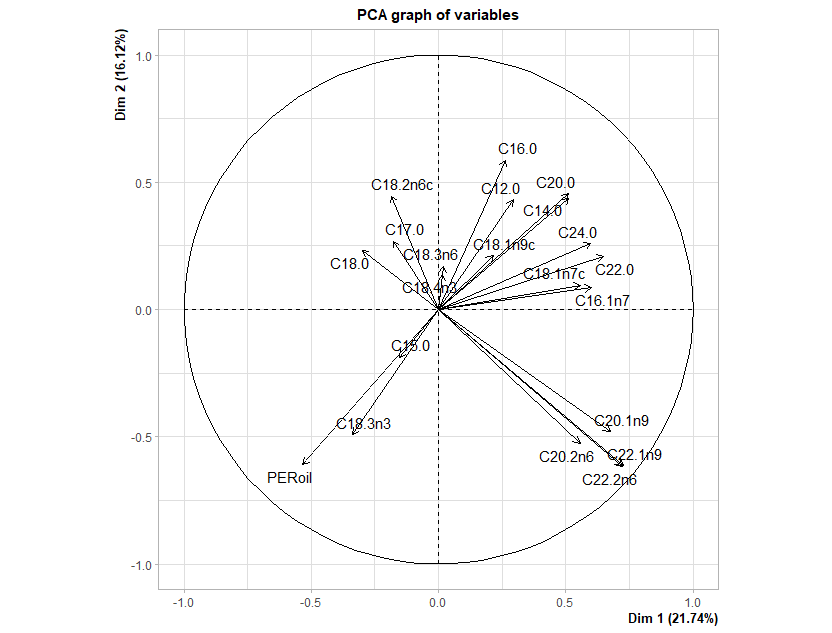 PCA graph of variables
Dim 2 (16.12%)
1.0
0.5
0.0
-0.5
-1.0
C16.0
C18.2n6c
C12.0
C20.0
C14.0
C17.0
C24.0
C18.1n9c
C18.3n6
C18.0
C18.1n7c
C22.0
C18.4n3
C16.1n7
C15.0
C18.3n3
C20.1n9
C20.2n6
C22.1n9
PERoil
C22.2n6
-1.0
-0.5
0.0
0.5
1.0
Dim 1 (21.74%)